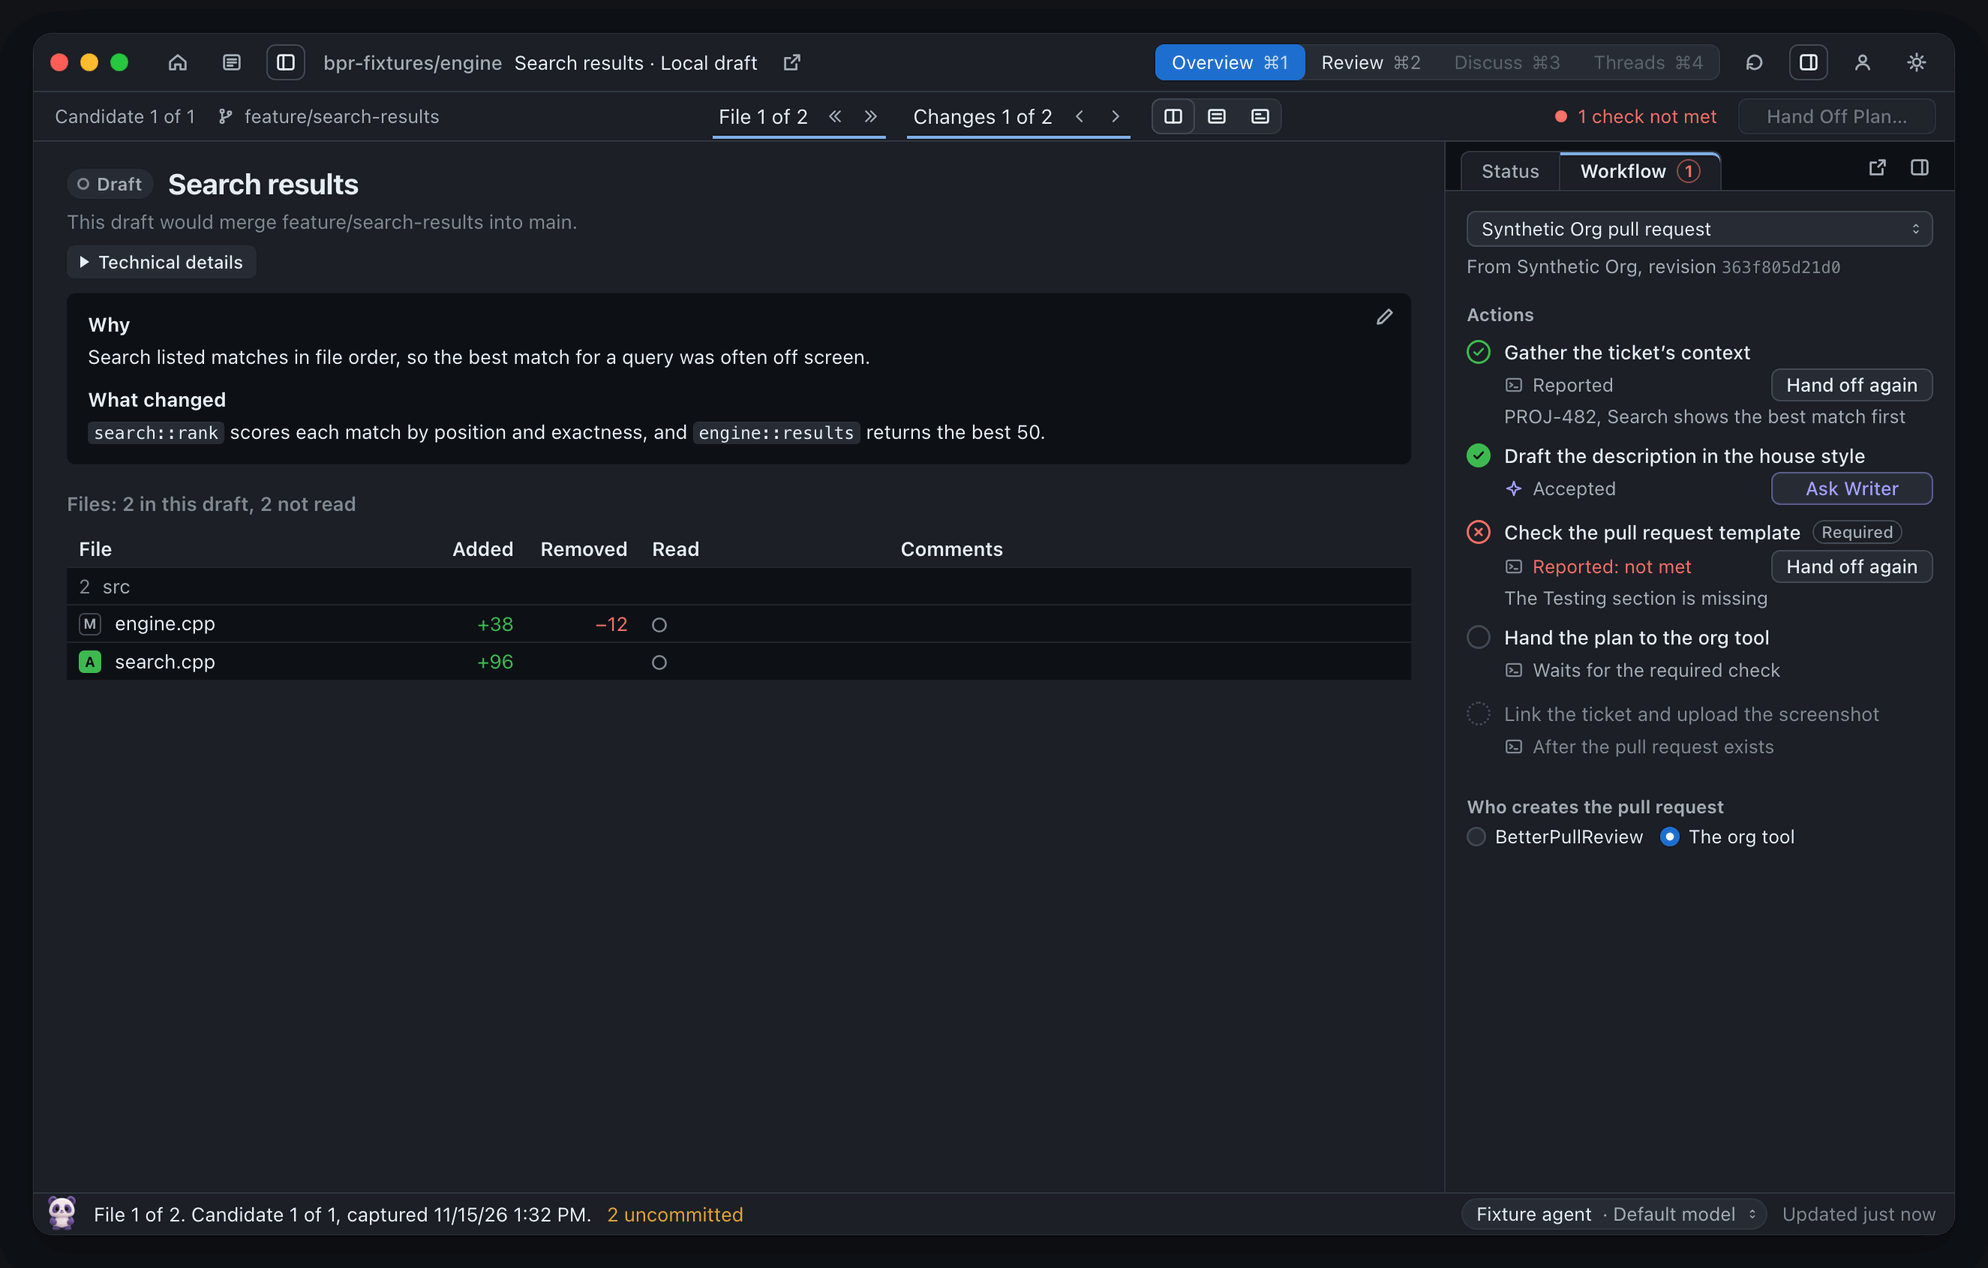 bpr-fixtures/engine Search results · Local draft
Overview ⌘1 Review ⌘2 Discuss ⌘3 Threads ⌘4
Candidate 1 of 1 feature/search-results
File 1 of 2 Changes 1 of 2
1 check not met Hand Off Plan...
Draft Search results
This draft would merge feature/search-results into main.
Technical details
Why
Search listed matches in file order, so the best match for a query was often off screen.
What changed
search::rank scores each match by position and exactness, and engine::results returns the best 50.
Files: 2 in this draft, 2 not read
File Added Removed Read Comments
2 src
M engine.cpp +38 −12
A search.cpp +96
Status Workflow 1
Synthetic Org pull request
From Synthetic Org, revision 363f805d21d0
Actions
Gather the ticket’s context
Reported Hand off again
PROJ-482, Search shows the best match first
Draft the description in the house style
Accepted Ask Writer
Check the pull request template Required
Reported: not met Hand off again
The Testing section is missing
Hand the plan to the org tool
Waits for the required check
Link the ticket and upload the screenshot
After the pull request exists
Who creates the pull request
BetterPullReview The org tool
File 1 of 2. Candidate 1 of 1, captured 11/15/26 1:32 PM. 2 uncommitted
Fixture agent · Default model Updated just now